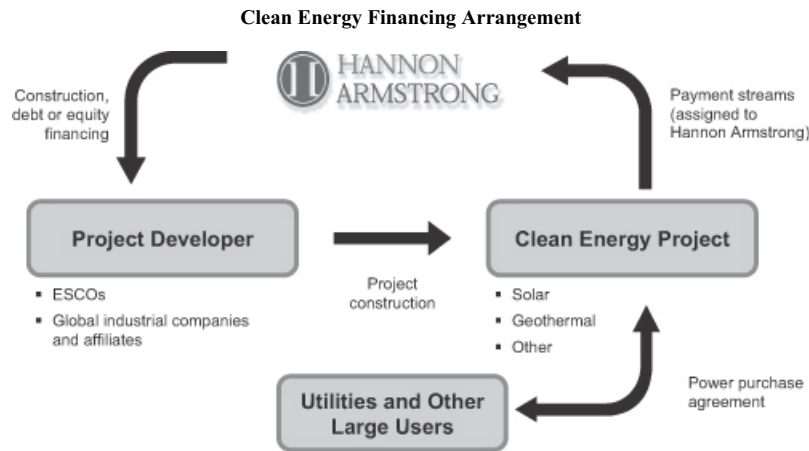 Clean Energy Financing Arrangement
HANNON
ARMSTRONG
Construction,
debt or equity
financing
Payment streams
(assigned to
Hannon Armstrong)
Project Developer
Clean Energy Project
▪ ESCOs
▪ Global industrial companies
and affiliates
Project
construction
▪ Solar
▪ Geothermal
▪ Other
Utilities and Other
Large Users
Power purchase
agreement